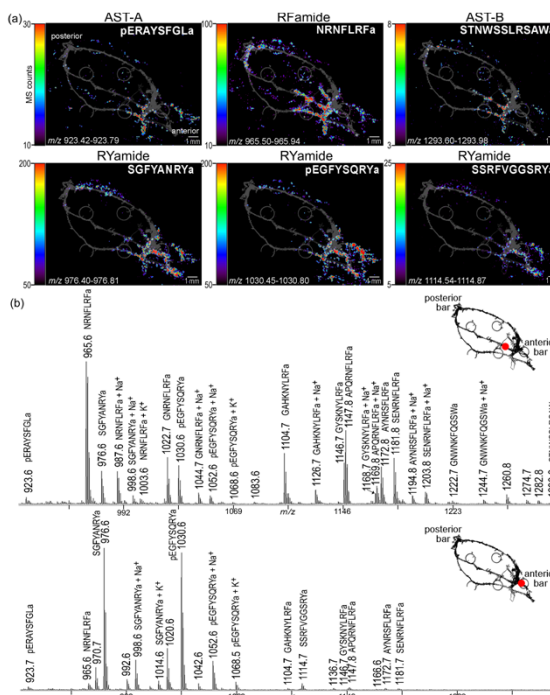 (a)
AST-A
RFamide
AST-B
30
pERAYSFGLa
posterior
MS counts
anterior
10
m/z 923.42-923.79
1 mm
100
NRNFLRFa
10
m/z 965.50-965.94
1 mm
8
STNWSSLRSAWa
3
m/z 1293.60-1293.98
1 mm
RYamide
RYamide
RYamide
200
SGFYANRYa
50
m/z 976.40-976.81
1 mm
200
pEGFYSQRYa
50
m/z 1030.45-1030.80
25
SSRFVGGSRYa
m/z 1114.54-1114.87
1 mm
(b)
posterior
bar
anterior
bar
923.6 pERAYSFGLa
965.6 NRNFLRFa
976.6 SGFYANRYa
987.6 NRNFLRFa + Na⁺
998.6 SGFYANRYa + Na⁺
1003.6 NRNFLRFa + K⁺
1022.7 GNRNFLRFa
1030.6 pEGFYSQRYa
1044.7 GNRNFLRFa + Na⁺
1052.6 pEGFYSQRYa + Na⁺
1068.6 pEGFYSQRYa + K⁺
1083.6
1104.7 GAHKNYLRFa
1126.7 GAHKNYLRFa + Na⁺
1146.7 GYSKNYLRFa
1147.8 APQRNFLRFa
1168.7 GYSKNYLRFa + Na⁺
1169.8 APQRNFLRFa + Na⁺
1172.8 AYNRSFLRFa
1181.8 SENRNFLRFa
1194.8 AYNRSFLRFa + Na⁺
1203.8 SENRNFLRFa + Na⁺
1222.7 GNWNKFQGSWa
1244.7 GNWNKFQGSWa + Na⁺
1260.8
1274.7
1282.8
992
1069
m/z
1146
1223
anterior
bar
923.7 pERAYSFGLa
965.6 NRNFLRFa
970.7
SGFYANRYa
976.6
992.6
998.6 SGFYANRYa + Na⁺
1014.6 SGFYANRYa + K⁺
1020.6
pEGFYSQRYa
1030.6
1042.6
1052.6 pEGFYSQRYa + Na⁺
1068.5 pEGFYSQRYa + K⁺
1104.7 GAHKNYLRFa
1114.7 SSRFVGGSRYa
1136.7
1146.7 GYSKNYLRFa
1147.8 APQRNFLRFa
1166.6
1172.7 AYNRSFLRFa
1181.7 SENRNFLRFa